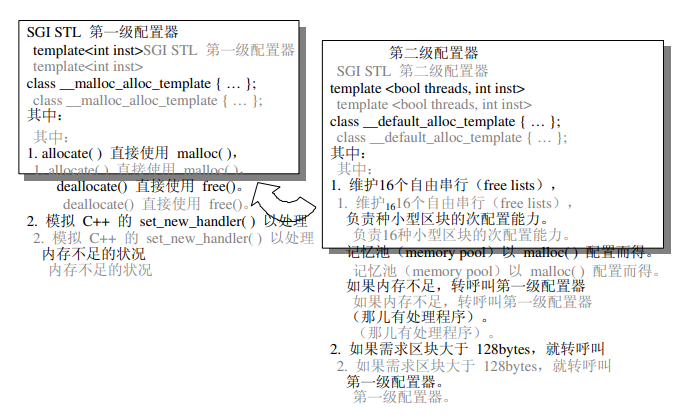 SGI STL 第一级配置器
template<int inst>SGI STL 第一级配置器
template<int inst>
class __malloc_alloc_template { … };
class __malloc_alloc_template { … };
其中:
其中:
1. allocate( ) 直接使用 malloc( ),
1. allocate( ) 直接使用 malloc( ),
deallocate() 直接使用 free()。
deallocate() 直接使用 free()。
2. 模拟 C++ 的 set_new_handler( ) 以处理
2. 模拟 C++ 的 set_new_handler( ) 以处理
内存不足的状况
内存不足的状况
第二级配置器
SGI STL 第二级配置器
template <bool threads, int inst>
template <bool threads, int inst>
class __default_alloc_template { … };
class __default_alloc_template { … };
其中:
其中:
1. 维护16个自由串行（free lists），
1. 维护1616个自由串行（free lists），
负责种小型区块的次配置能力。
负责16种小型区块的次配置能力。
记忆池（memory pool）以 malloc( ) 配置而得。
记忆池（memory pool）以 malloc( ) 配置而得。
如果内存不足，转呼叫第一级配置器
如果内存不足，转呼叫第一级配置器
（那儿有处理程序）。
（那儿有处理程序）。
2. 如果需求区块大于 128bytes，就转呼叫
2. 如果需求区块大于 128bytes，就转呼叫
第一级配置器。
第一级配置器。